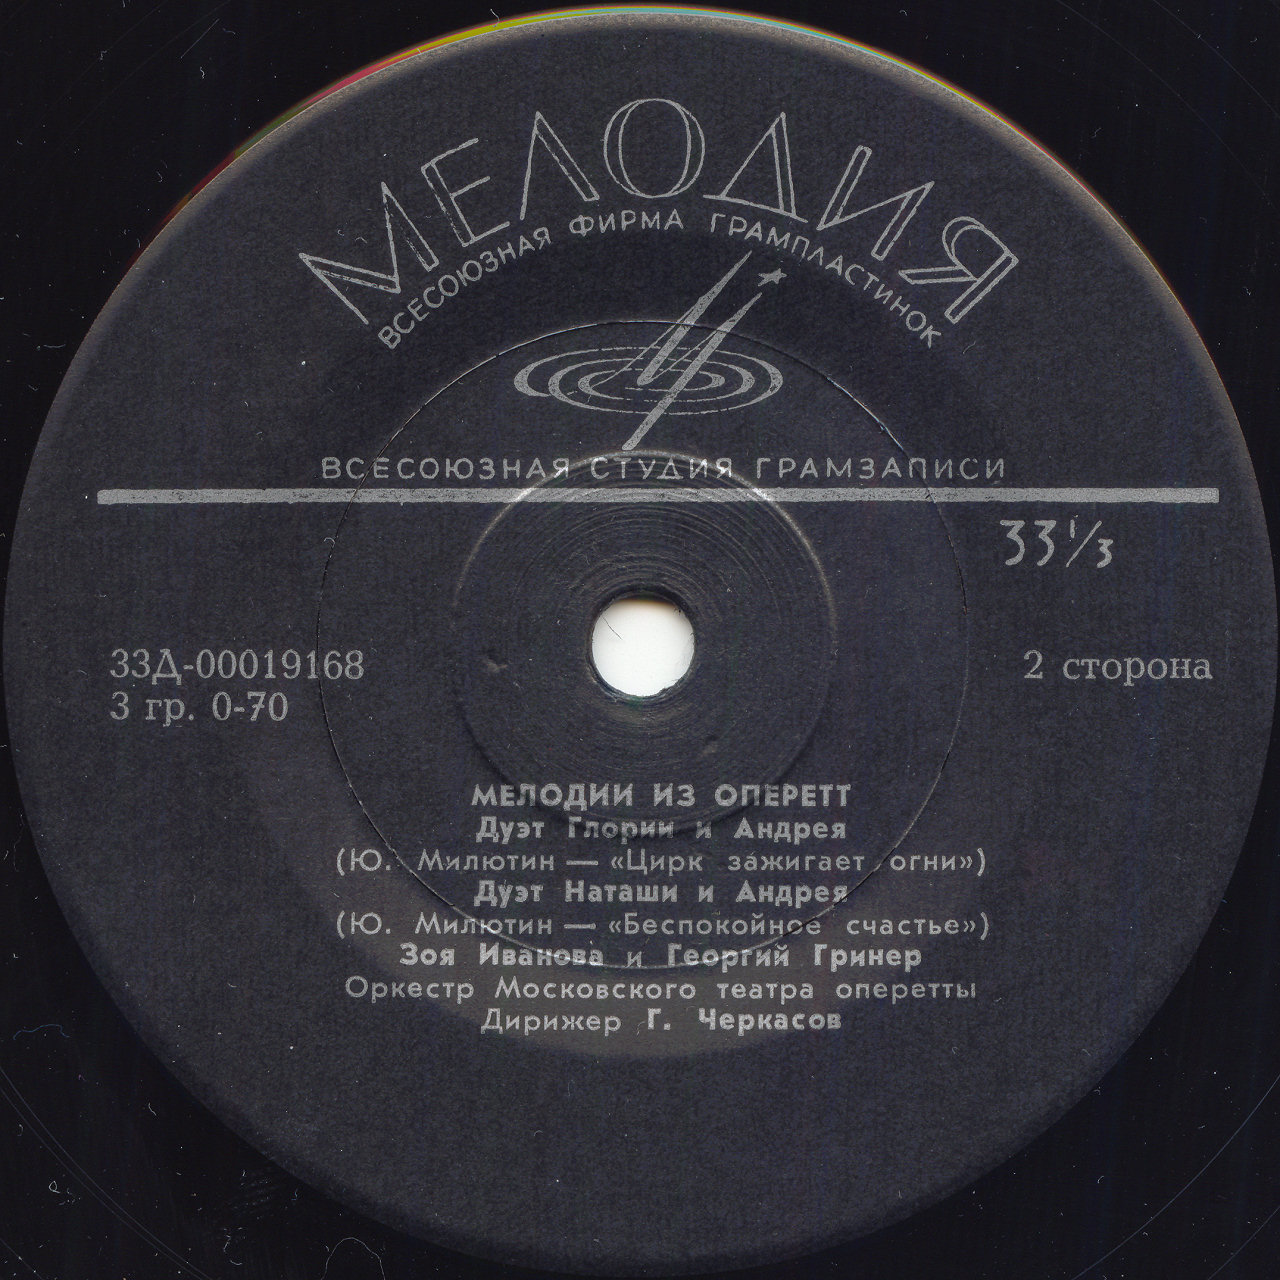 МЕЛОДИЯ
ВСЕСОЮЗНАЯ ФИРМА ГРАМПЛАСТИНОК
ВСЕСОЮЗНАЯ СТУДИЯ ГРАМЗАПИСИ
33 1/3
33Д-00019168
2 сторона
3 гр. 0-70
МЕЛОДИИ ИЗ ОПЕРЕТТ
Дуэт Глории и Андрея
(Ю. Милютин — «Цирк зажигает огни»)
Дуэт Наташи и Андрея
(Ю. Милютин — «Беспокойное счастье»)
Зоя Иванова и Георгий Гринер
Оркестр Московского театра оперетты
Дирижер Г. Черкасов